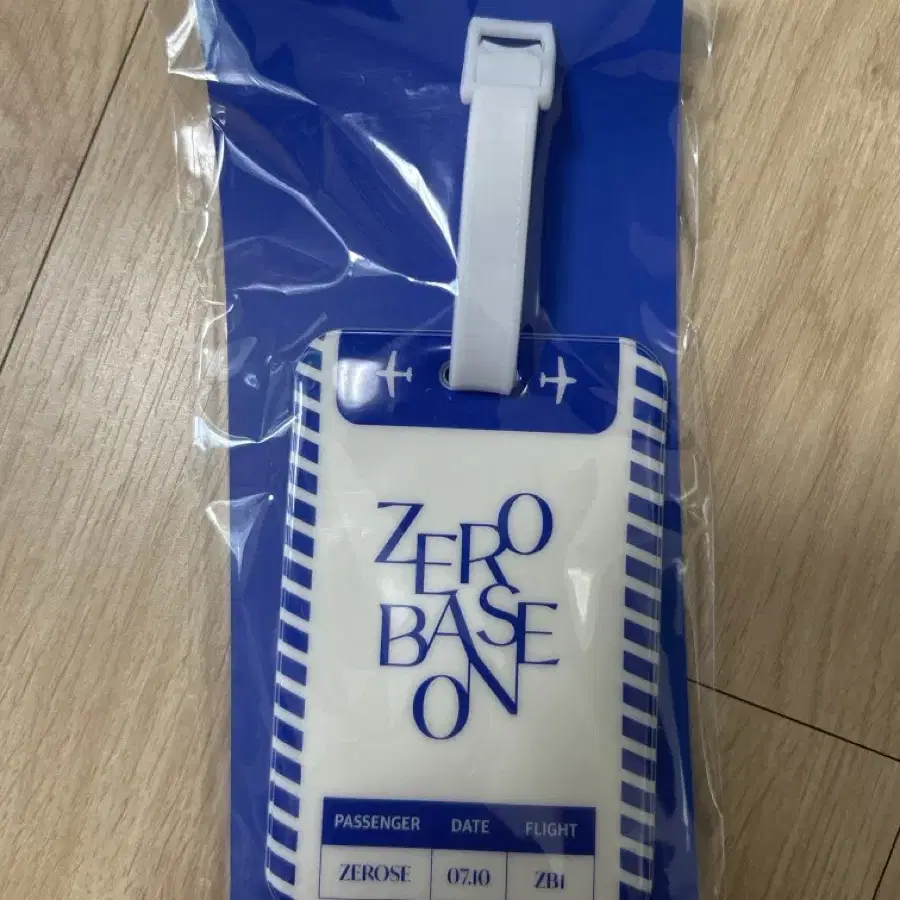 ZERO
BASE
ON
PASSENGER DATE FLIGHT
ZEROSE 07.10 ZB1